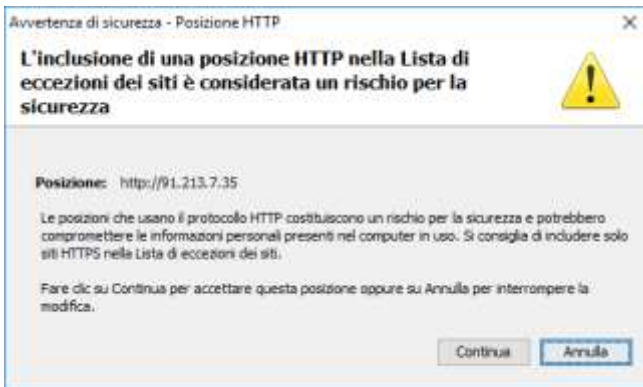 Avvertenza di sicurezza - Posizione HTTP
L'inclusione di una posizione HTTP nella Lista di
eccezioni dei siti è considerata un rischio per la
sicurezza
Posizione: http://91.213.7.35
Le posizioni che usano il protocollo HTTP costituiscono un rischio per la sicurezza e potrebbero
compromettere le informazioni personali presenti nel computer in uso. Si consiglia di includere solo
siti HTTPS nella Lista di eccezioni dei siti.
Fare clic su Continua per accettare questa posizione oppure su Annulla per interrompere la
modifica.
Continua Annulla